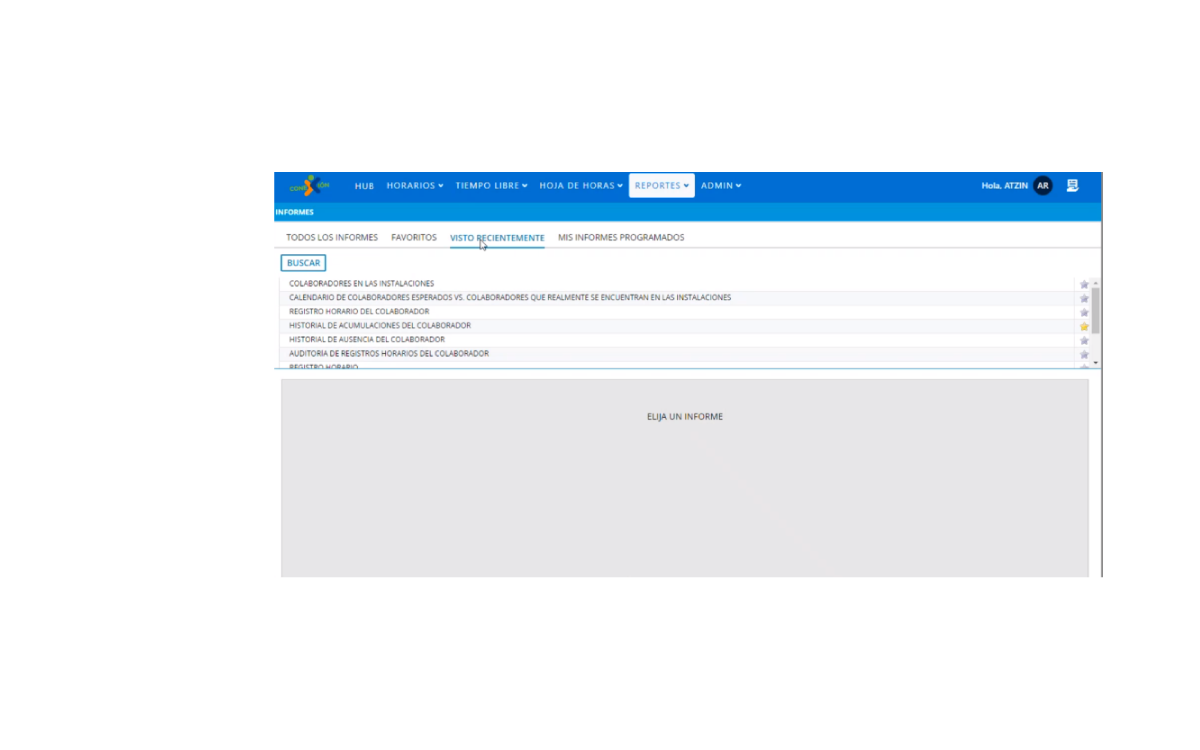 HUB HORARIOS TIEMPO LIBRE HOJA DE HORAS REPORTES ADMIN Hola, ATZIN AR
INFORMES
TODOS LOS INFORMES FAVORITOS VISTO RECIENTEMENTE MIS INFORMES PROGRAMADOS
BUSCAR
COLABORADORES EN LAS INSTALACIONES
CALENDARIO DE COLABORADORES ESPERADOS VS. COLABORADORES QUE REALMENTE SE ENCUENTRAN EN LAS INSTALACIONES
REGISTRO HORARIO DEL COLABORADOR
HISTORIAL DE ACUMULACIONES DEL COLABORADOR
HISTORIAL DE AUSENCIA DEL COLABORADOR
AUDITORIA DE REGISTROS HORARIOS DEL COLABORADOR
REGISTRO HORARIO
ELIJA UN INFORME